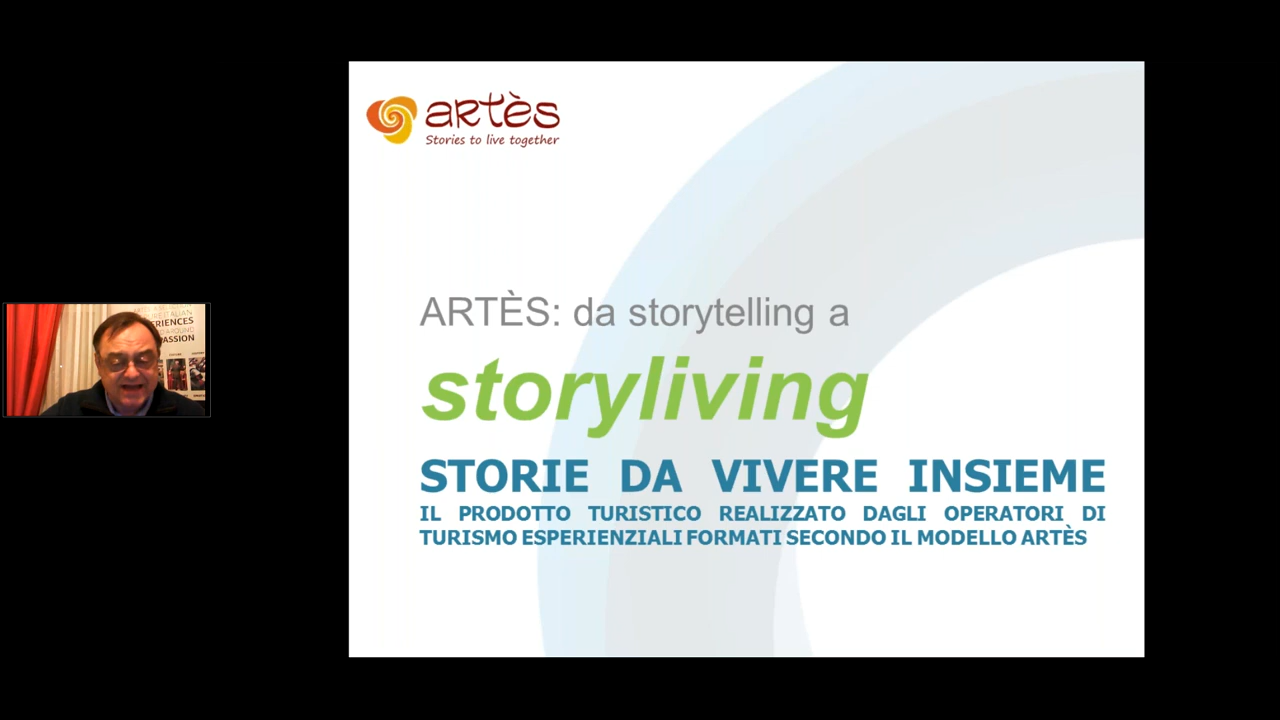 artès
Stories to live together
ARTÈS: da storytelling a
storyliving
STORIE DA VIVERE INSIEME
IL PRODOTTO TURISTICO REALIZZATO DAGLI OPERATORI DI
TURISMO ESPERIENZIALI FORMATI SECONDO IL MODELLO ARTÈS
PASSION